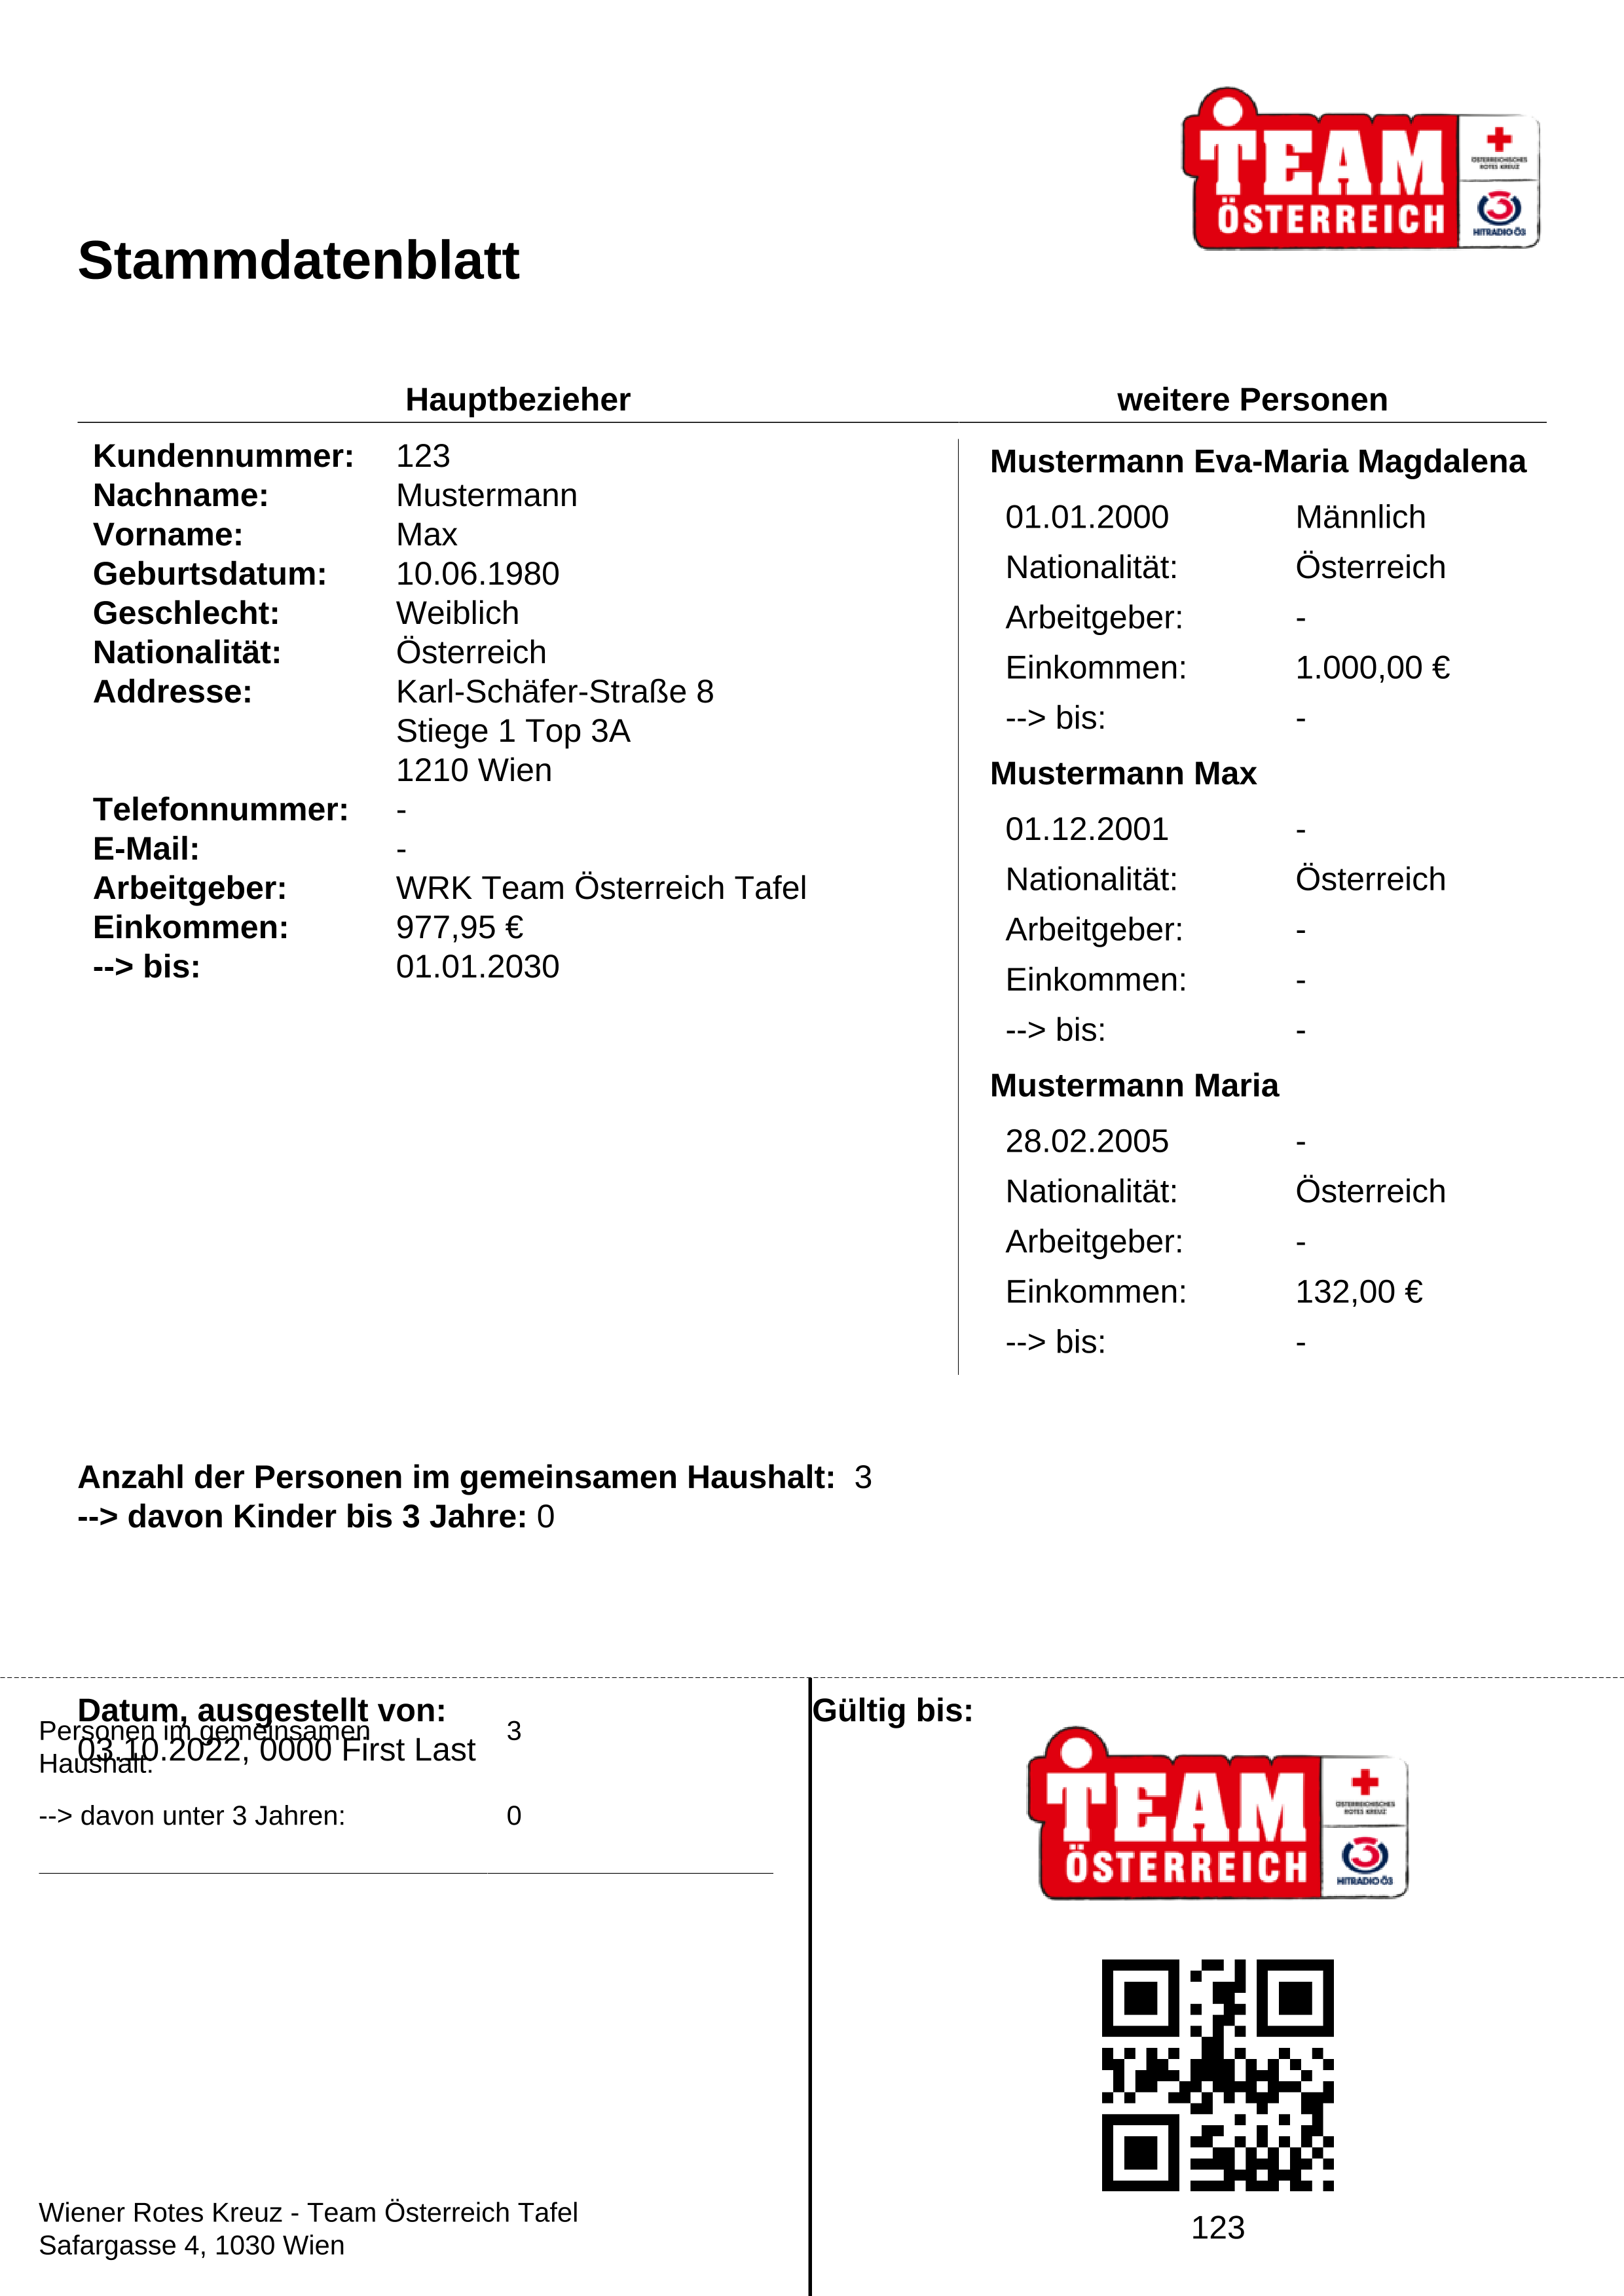 TEAM
ÖSTERREICH
ÖSTERREICHISCHES
ROTES KREUZ
3
HITRADIO Ö3
Stammdatenblatt
Hauptbezieher
Kundennummer: 123
Nachname: Mustermann
Vorname: Max
Geburtsdatum: 10.06.1980
Geschlecht: Weiblich
Nationalität: Österreich
Addresse: Karl-Schäfer-Straße 8
Stiege 1 Top 3A
1210 Wien
Telefonnummer: -
E-Mail: -
Arbeitgeber: WRK Team Österreich Tafel
Einkommen: 977,95 €
--> bis: 01.01.2030
weitere Personen
Mustermann Eva-Maria Magdalena
01.01.2000 Männlich
Nationalität: Österreich
Arbeitgeber: -
Einkommen: 1.000,00 €
--> bis: -
Mustermann Max
01.12.2001 -
Nationalität: Österreich
Arbeitgeber: -
Einkommen: -
--> bis: -
Mustermann Maria
28.02.2005 -
Nationalität: Österreich
Arbeitgeber: -
Einkommen: 132,00 €
--> bis: -
Anzahl der Personen im gemeinsamen Haushalt: 3
--> davon Kinder bis 3 Jahre: 0
Datum, ausgestellt von:
03.10.2022, 0000 First Last
Personen im gemeinsamen 3
Haushalt:
--> davon unter 3 Jahren: 0
Wiener Rotes Kreuz - Team Österreich Tafel
Safargasse 4, 1030 Wien
Gültig bis:
TEAM
ÖSTERREICH
ÖSTERREICHISCHES
ROTES KREUZ
3
HITRADIO Ö3
123